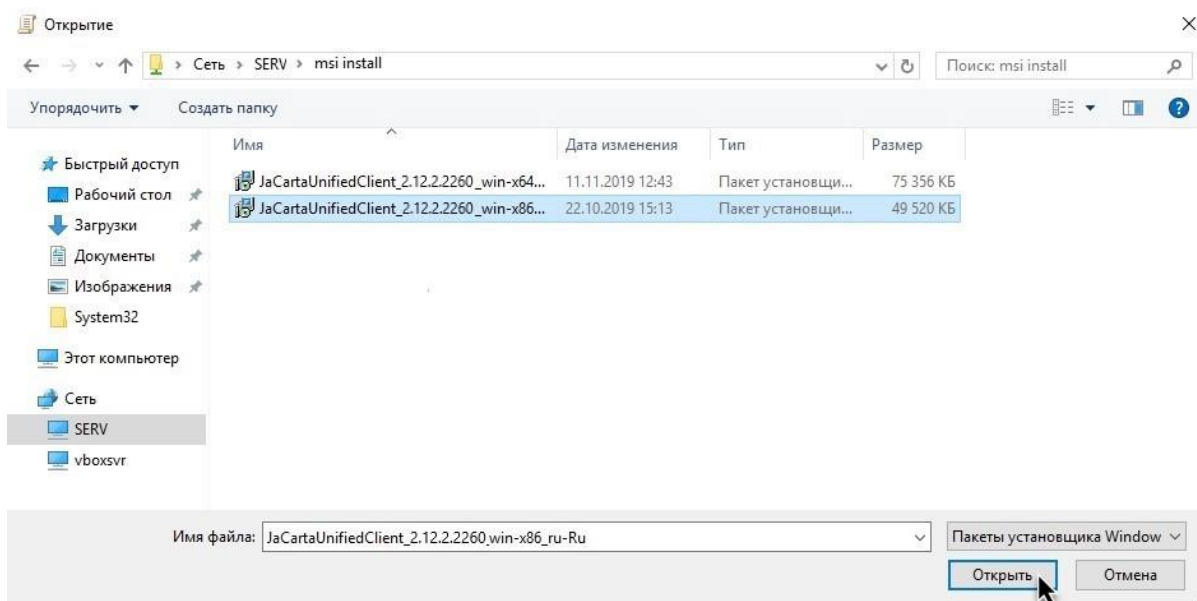 Открытие
Сеть > SERV > msi install
Поиск: msi install
Упорядочить Создать папку
Имя Дата изменения Тип Размер
Быстрый доступ
Рабочий стол
Загрузки
Документы
Изображения
System32
Этот компьютер
Сеть
SERV
vboxsvr
JaCartaUnifiedClient_2.12.2.2260_win-x64... 11.11.2019 12:43 Пакет установщи... 75 356 КБ
JaCartaUnifiedClient_2.12.2.2260_win-x86... 22.10.2019 15:13 Пакет установщи... 49 520 КБ
Имя файла: JaCartaUnifiedClient_2.12.2.2260_win-x86_ru-Ru Пакеты установщика Window
Открыть Отмена